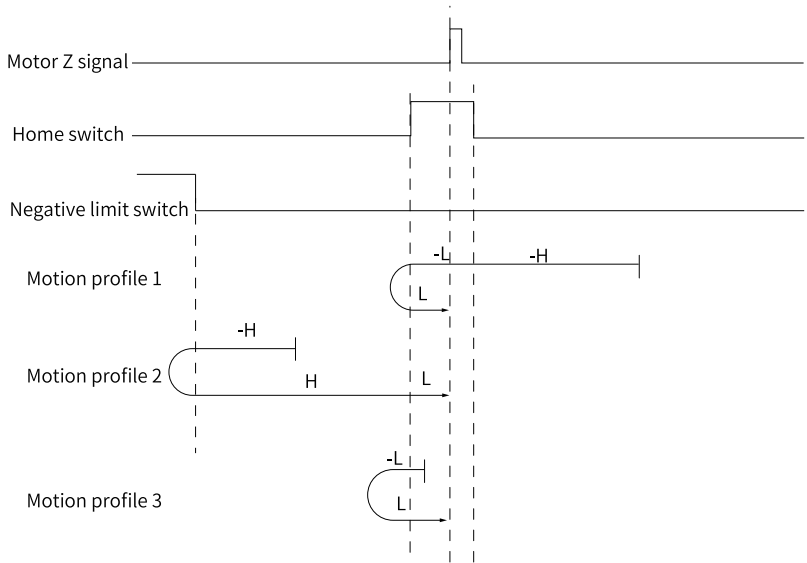 Motor Z signal
Home switch
Negative limit switch
-L
-H
Motion profile 1
L
-H
Motion profile 2
H
L
-L
Motion profile 3
L